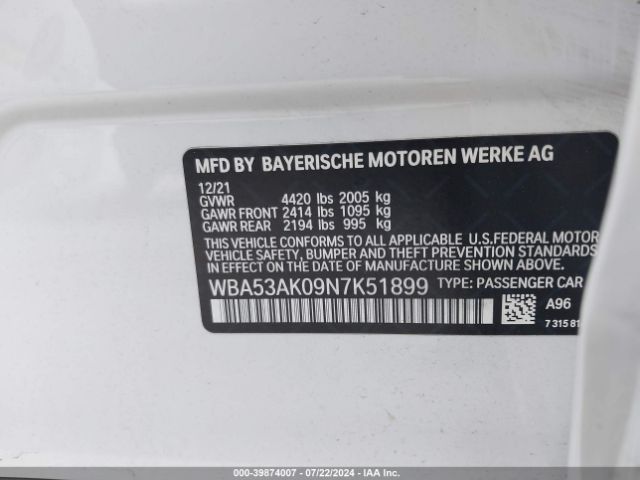 MFD BY BAYERISCHE MOTOREN WERKE AG
12/21
GVWR 4420 lbs 2005 kg
GAWR FRONT 2414 lbs 1095 kg
GAWR REAR 2194 lbs 995 kg
THIS VEHICLE CONFORMS TO ALL APPLICABLE U.S.FEDERAL MOTOR
VEHICLE SAFETY, BUMPER AND THEFT PREVENTION STANDARDS
IN EFFECT ON THE DATE OF MANUFACTURE SHOWN ABOVE.
WBA53AK09N7K51899 TYPE: PASSENGER CAR
A96
7 315 81
© - 39874007 - 07/22/2024 - IAA Inc.